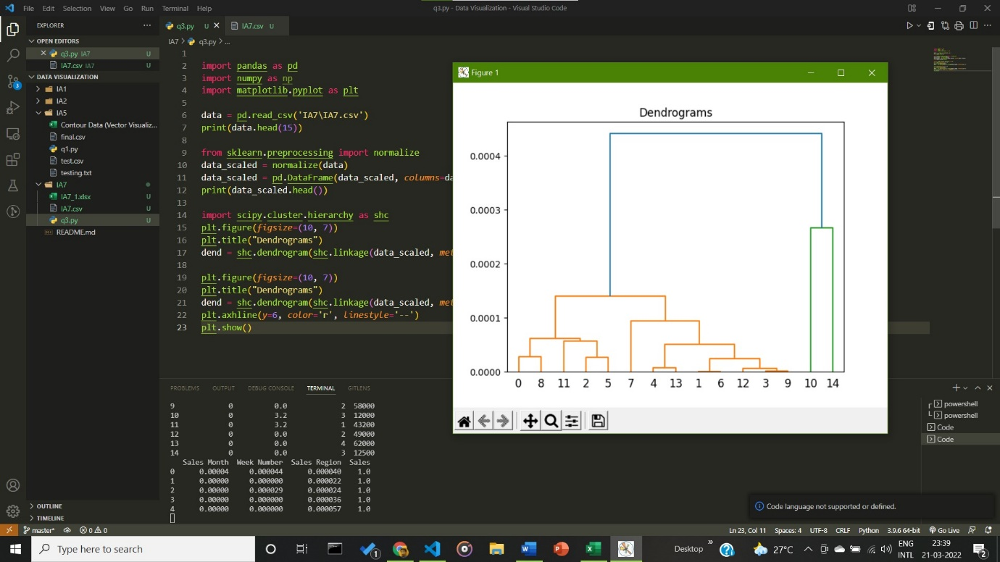 File Edit Selection View Go Run Terminal Help
q3.py - Data Visualization - Visual Studio Code
EXPLORER
OPEN EDITORS
q3.py IA7 U
IA7.csv IA7 U
DATA VISUALIZATION
IA1
IA2
IA5
Contour Data (Vector Visualiz...
final.csv
q1.py
test.csv
testing.txt
IA7
IA7_1.xlsx U
IA7.csv U
q3.py U
README.md
OUTLINE
TIMELINE
q3.py U
IA7.csv U
IA7 > q3.py > ...
1
2 import pandas as pd
3 import numpy as np
4 import matplotlib.pyplot as plt
5
6 data = pd.read_csv('IA7\IA7.csv')
7 print(data.head(15))
8
9 from sklearn.preprocessing import normalize
10 data_scaled = normalize(data)
11 data_scaled = pd.DataFrame(data_scaled, columns=da
12 print(data_scaled.head())
13
14 import scipy.cluster.hierarchy as shc
15 plt.figure(figsize=(10, 7))
16 plt.title("Dendrograms")
17 dend = shc.dendrogram(shc.linkage(data_scaled, met
18
19 plt.figure(figsize=(10, 7))
20 plt.title("Dendrograms")
21 dend = shc.dendrogram(shc.linkage(data_scaled, met
22 plt.axhline(y=6, color='r', linestyle='--')
23 plt.show()
Figure 1
Dendrograms
0.0004
0.0003
0.0002
0.0001
0.0000
0 8 11 2 5 7 4 13 1 6 12 3 9 10 14
PROBLEMS OUTPUT DEBUG CONSOLE TERMINAL GITLENS
9 0 0.0 2 58000
10 0 3.2 3 12000
11 0 3.2 1 43200
12 0 0.0 2 49000
13 0 0.0 4 62000
14 0 0.0 3 12500
Sales Month Week Number Sales Region Sales
0 0.00004 0.000044 0.000040 1.0
1 0.00000 0.000000 0.000022 1.0
2 0.00000 0.000029 0.000024 1.0
3 0.00000 0.000000 0.000036 1.0
4 0.00000 0.000000 0.000057 1.0
powershell
powershell
Code
Code
Code language not supported or defined.
master* 0 0
Ln 23, Col 11 Spaces: 4 UTF-8 CRLF Python 3.9.6 64-bit Go Live
Type here to search
Desktop
27°C
ENG
INTL
23:39
21-03-2022